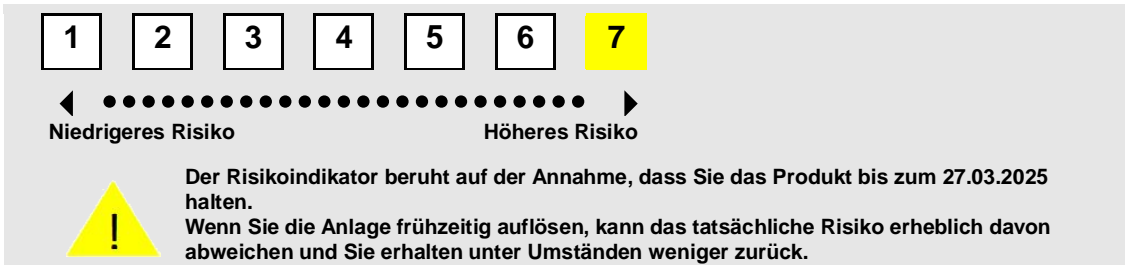 1 2 3 4 5 6 7
Niedrigeres Risiko Höheres Risiko
Der Risikoindikator beruht auf der Annahme, dass Sie das Produkt bis zum 27.03.2025
halten.
Wenn Sie die Anlage frühzeitig auflösen, kann das tatsächliche Risiko erheblich davon
abweichen und Sie erhalten unter Umständen weniger zurück.
!